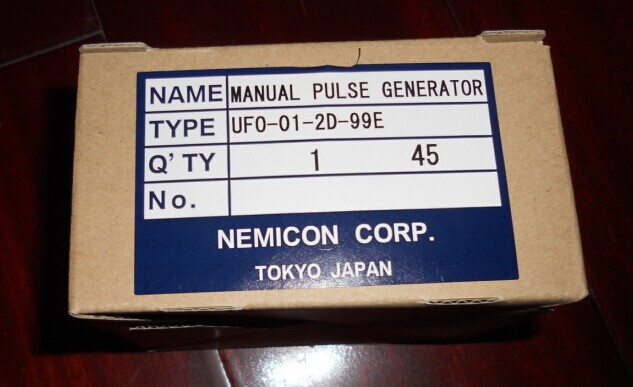 NAME MANUAL PULSE GENERATOR
TYPE UFO-01-2D-99E
Q'TY 1 45
No.
NEMICON CORP.
TOKYO JAPAN